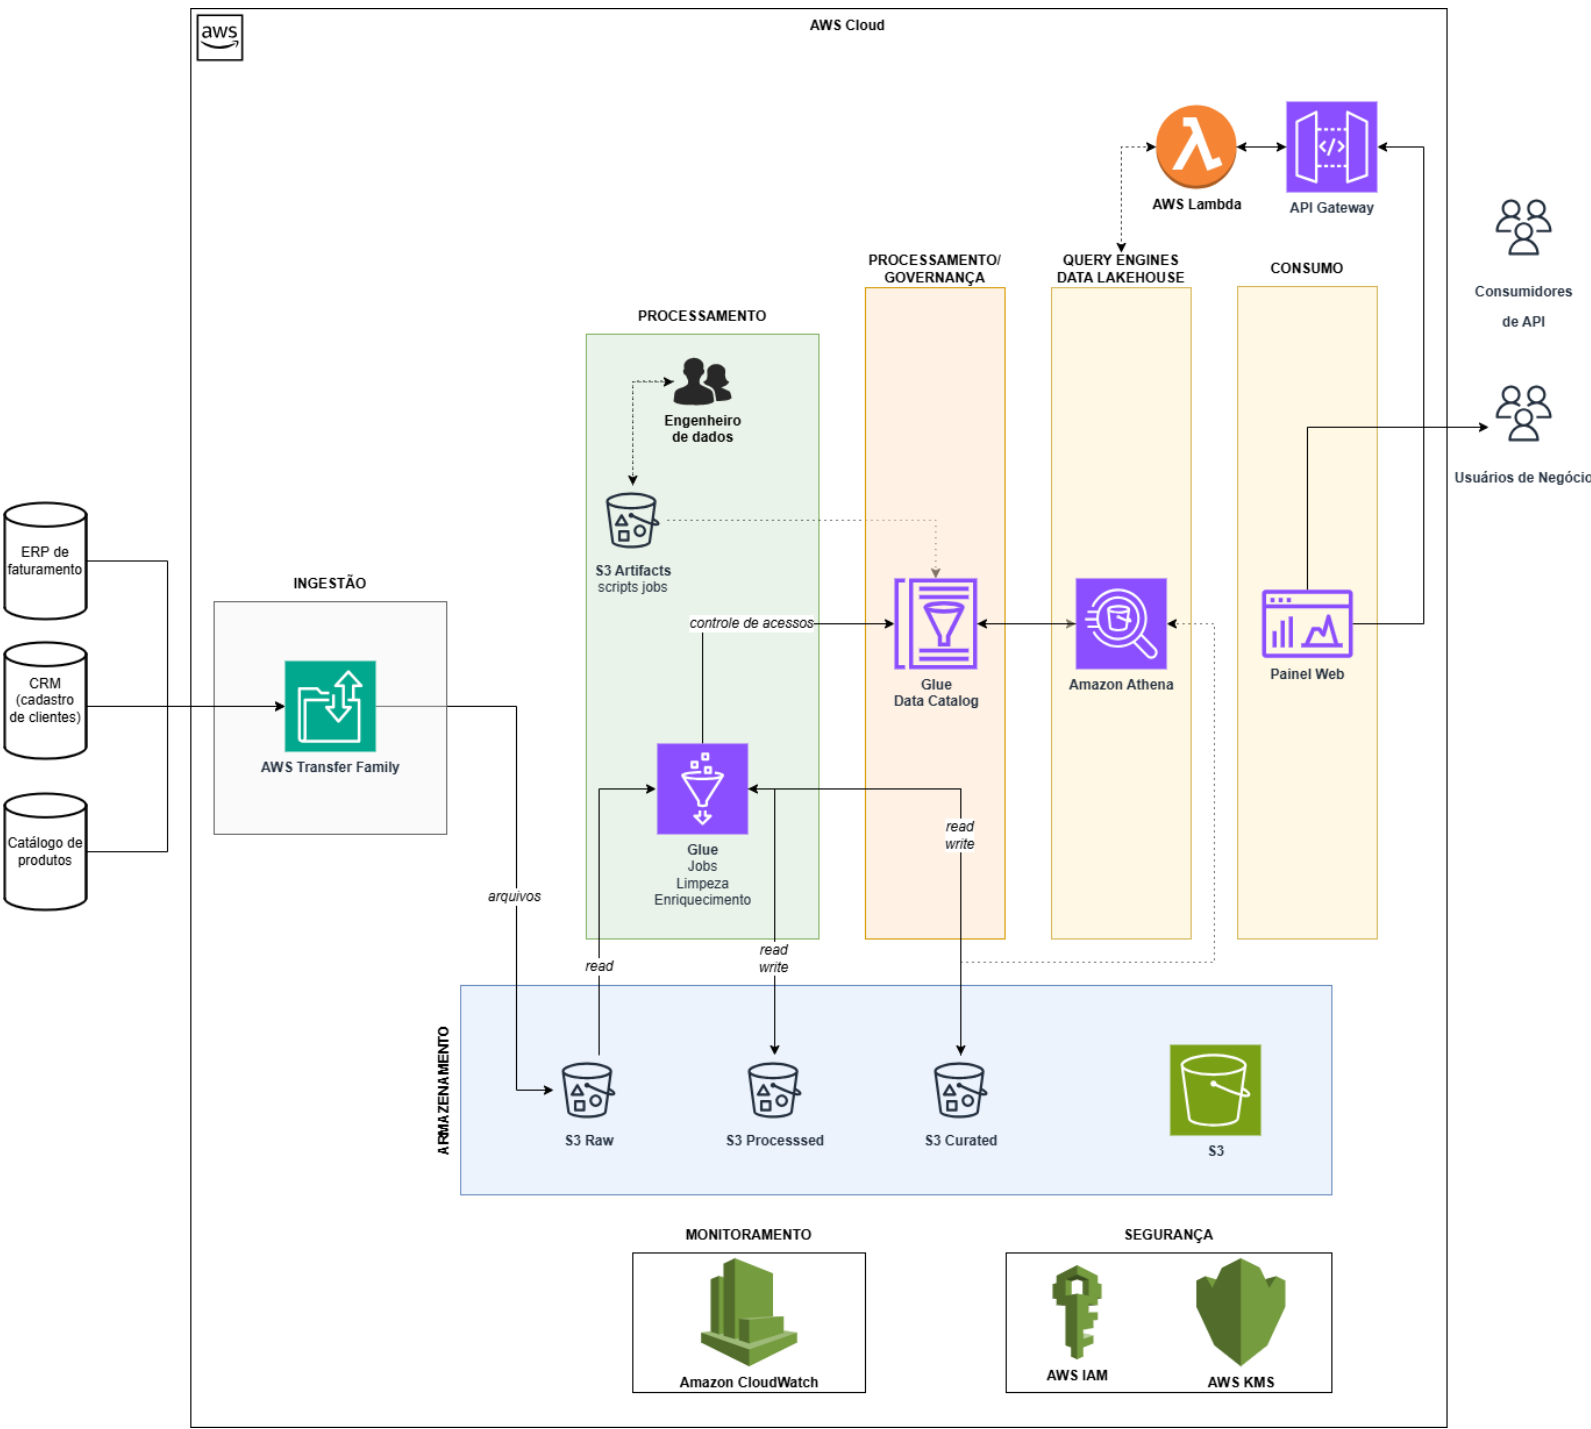 AWS Cloud
aws
AWS Lambda
API Gateway
Consumidores
de API
PROCESSAMENTO/
GOVERNANÇA
QUERY ENGINES
DATA LAKEHOUSE
CONSUMO
PROCESSAMENTO
Engenheiro
de dados
Usuários de Negócio
S3 Artifacts
scripts jobs
ERP de
faturamento
INGESTÃO
controle de acessos
Glue
Data Catalog
Amazon Athena
Painel Web
CRM
(cadastro
de clientes)
AWS Transfer Family
Catálogo de
produtos
Glue
Jobs
Limpeza
Enriquecimento
read
write
arquivos
read
read
write
ARMAZENAMENTO
S3 Raw
S3 Processsed
S3 Curated
S3
MONITORAMENTO
SEGURANÇA
Amazon CloudWatch
AWS IAM
AWS KMS